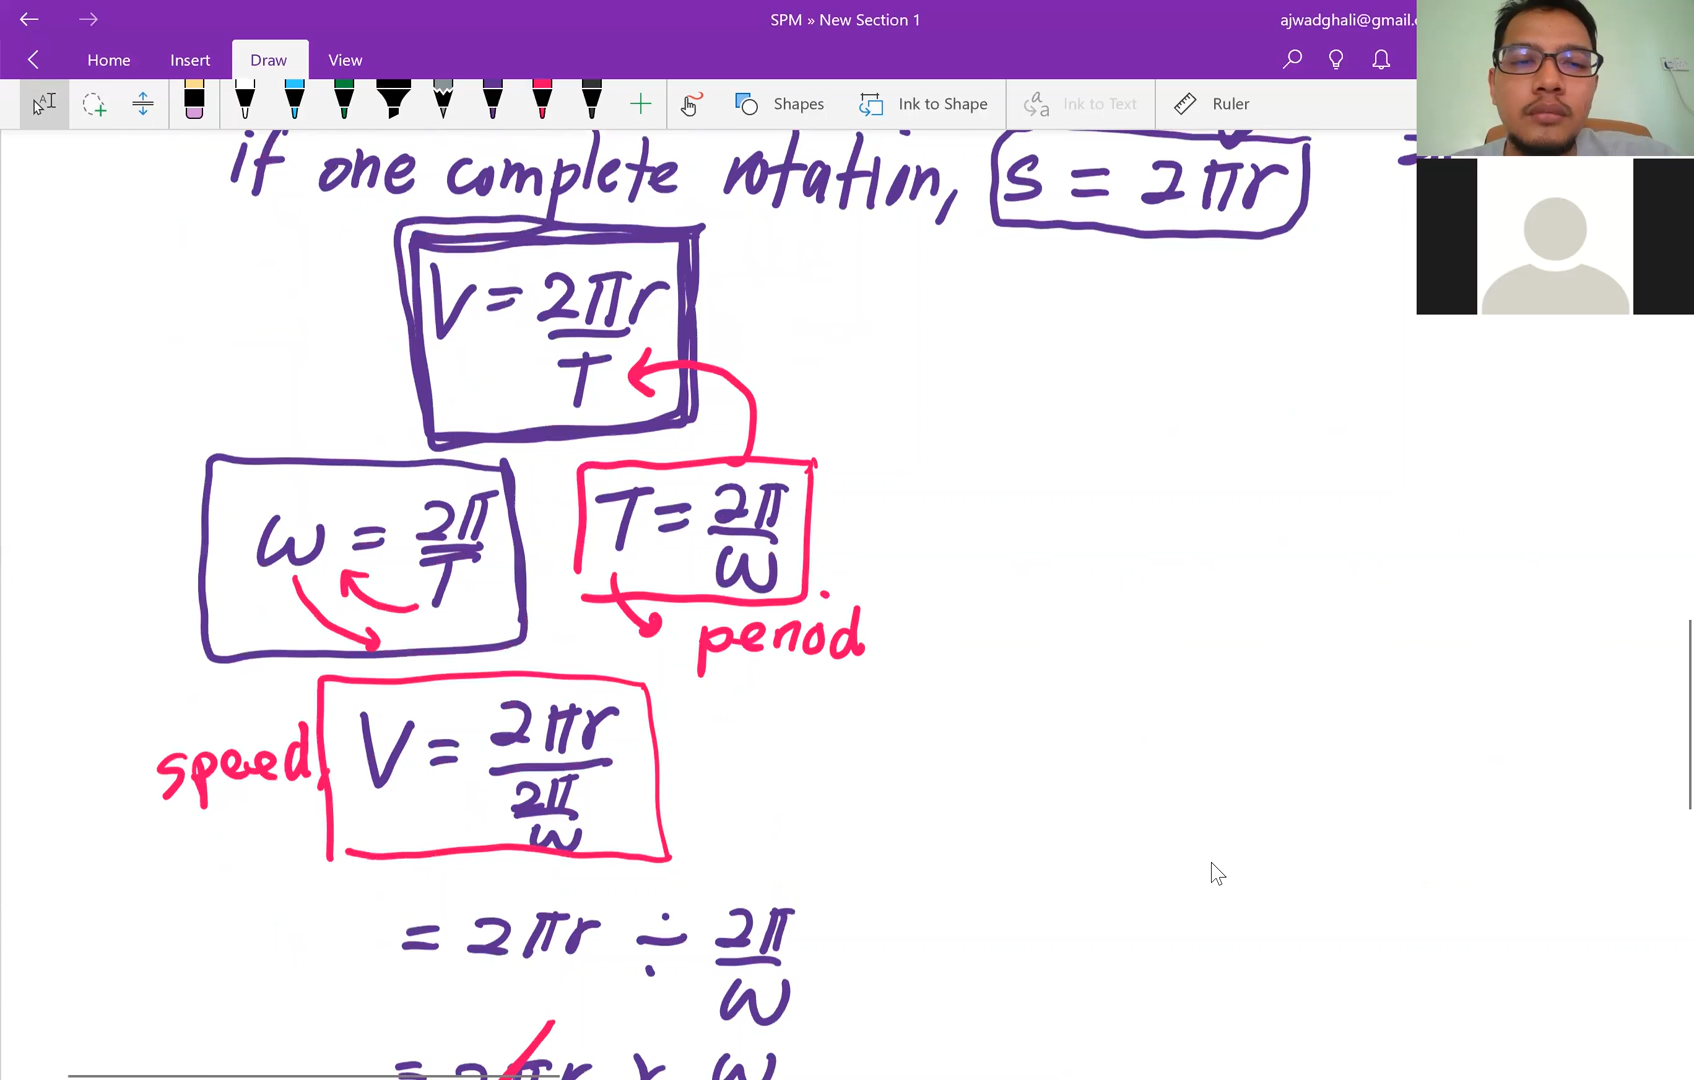 SPM » New Section 1
ajwadghali@gmail.c
Home Insert Draw View
Shapes Ink to Shape Ink to Text Ruler
if one complete rotation, s = 2πr
V = 2πr
T
ω = 2π
T
T = 2π
ω
period
speed V = 2πr
2π
ω
= 2πr ÷ 2π
ω
= 2πr × ω